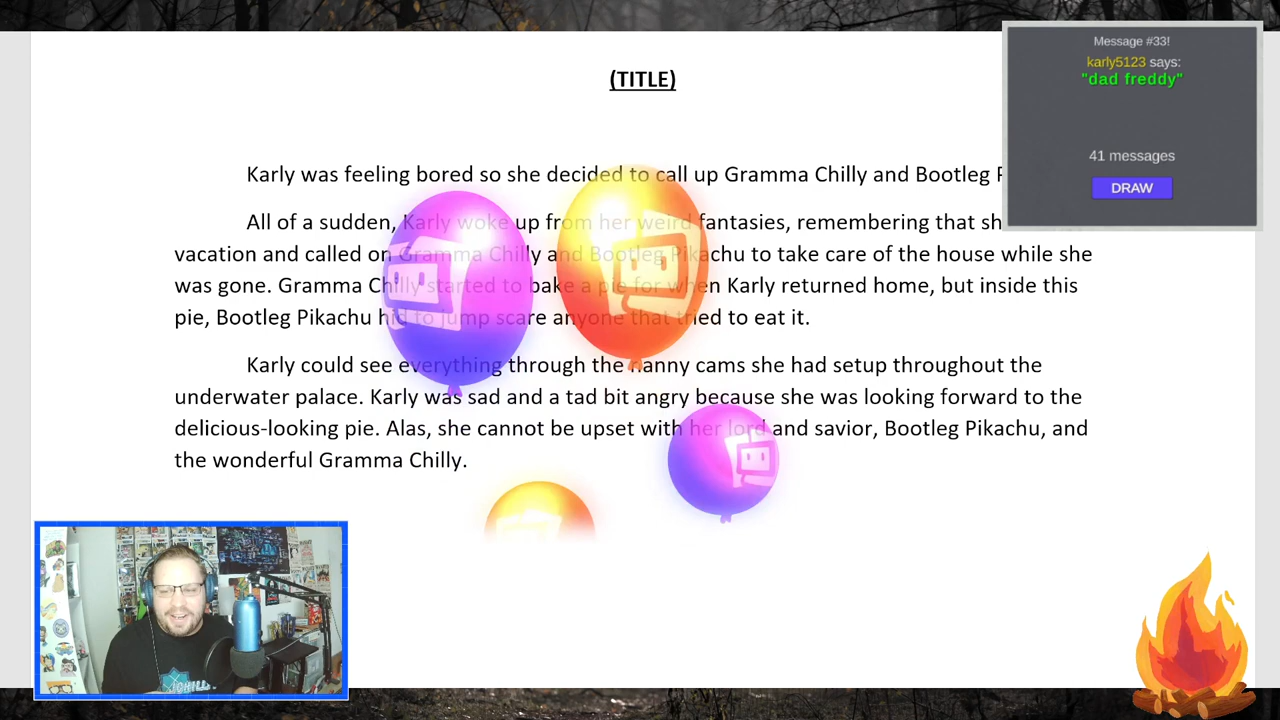 (TITLE)
Message #33!
karly5123 says:
"dad freddy"
41 messages
DRAW
Karly was feeling bored so she decided to call up Gramma Chilly and Bootleg
All of a sudden, Karly woke up from her weird fantasies, remembering that
vacation and called on Gramma Chilly and Bootleg Pikachu to take care of the house while she
was gone. Gramma Chilly started to bake a pie for when Karly returned home, but inside this
pie, Bootleg Pikachu hid to jump scare anyone that tried to eat it.
Karly could see everything through the nanny cams she had setup throughout the
underwater palace. Karly was sad and a tad bit angry because she was looking forward to the
delicious-looking pie. Alas, she cannot be upset with her lord and savior, Bootleg Pikachu, and
the wonderful Gramma Chilly.